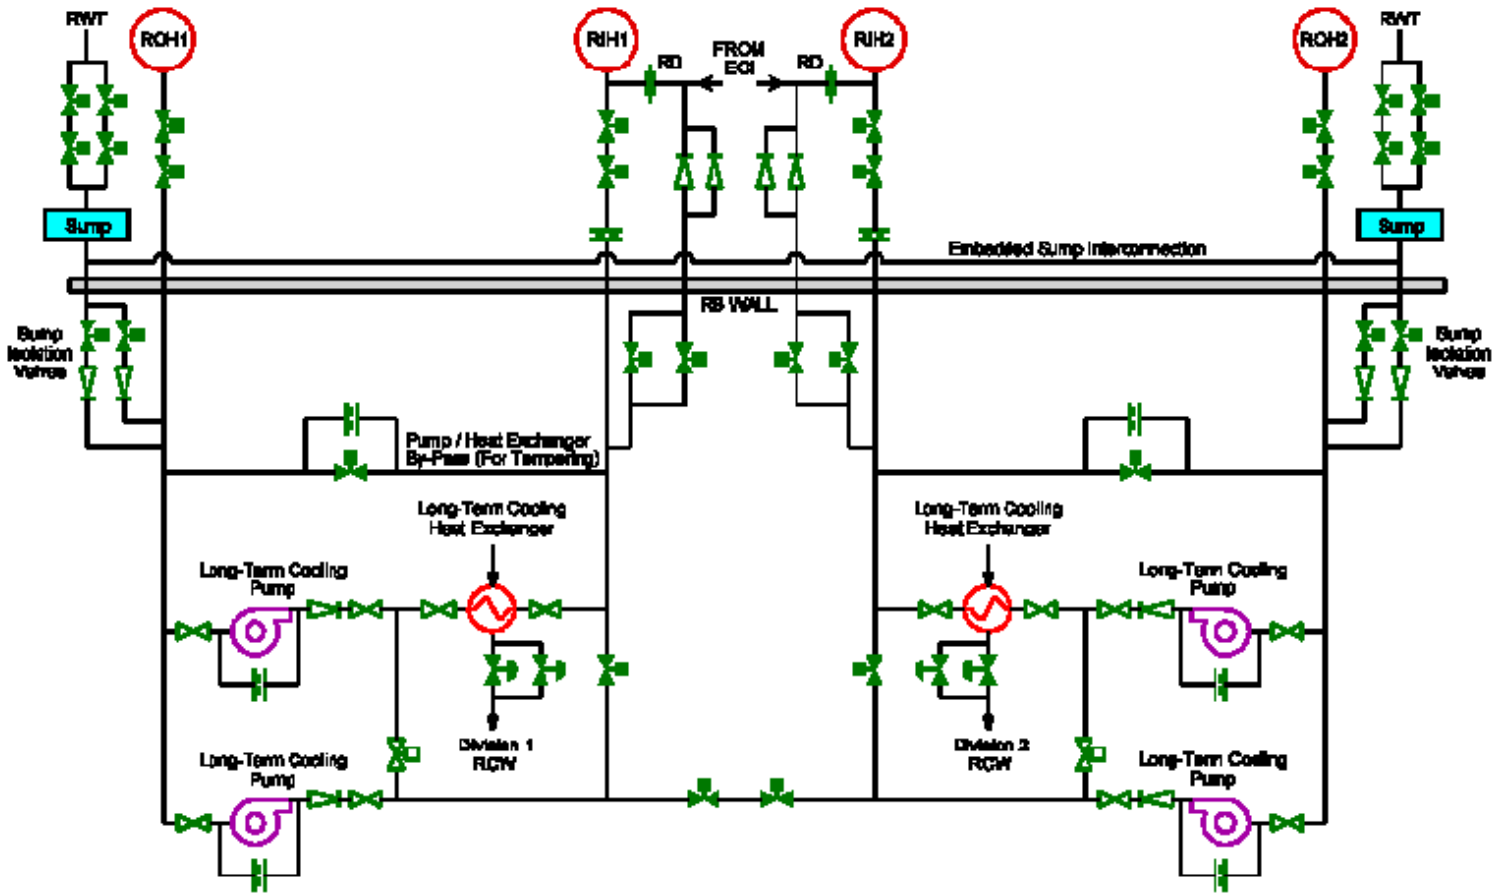 RWT
ROH1
RIH1
RD
FROM
ECI
RD
RIH2
ROH2
RWT
Sump
Sump
Embedded Sump Interconnection
RB WALL
Sump
Isolation
Valves
Sump
Isolation
Valves
Pump / Heat Exchanger
By-Pass (For Tempering)
Long-Term Cooling
Heat Exchanger
Long-Term Cooling
Heat Exchanger
Long-Term Cooling
Pump
Long-Term Cooling
Pump
Division 1
RCW
Division 2
RCW
Long-Term Cooling
Pump
Long-Term Cooling
Pump